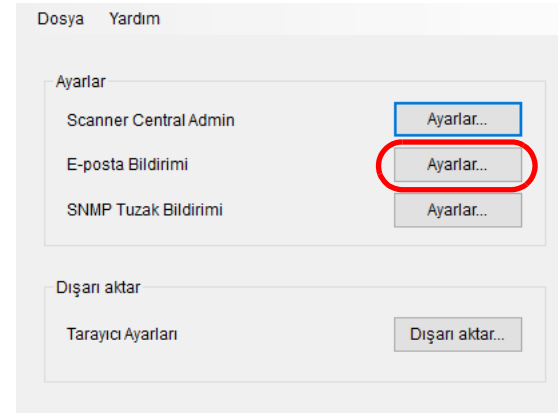 Dosya Yardım
Ayarlar
Scanner Central Admin Ayarlar...
E-posta Bildirimi Ayarlar...
SNMP Tuzak Bildirimi Ayarlar...
Dışarı aktar
Tarayıcı Ayarları Dışarı aktar...